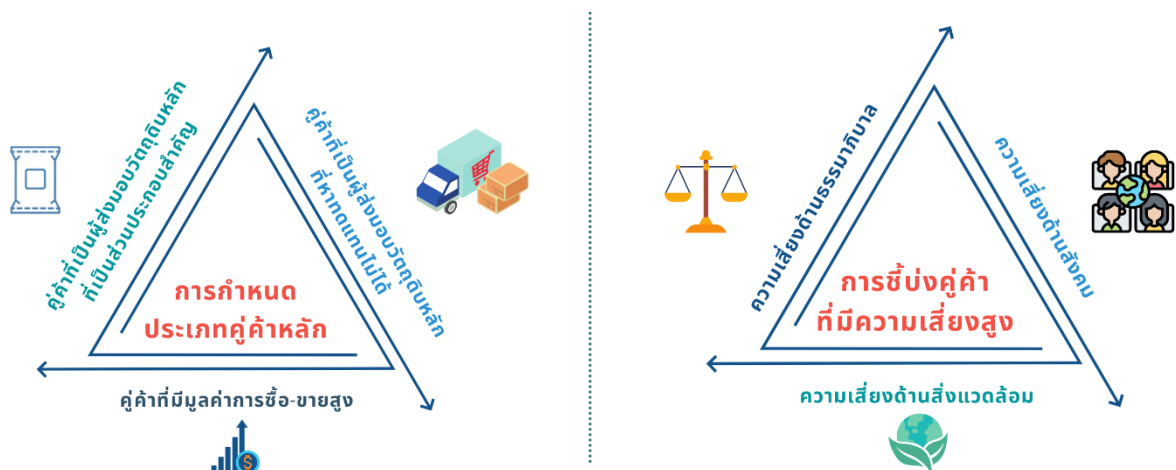 คู่ค้าที่เป็นผู้ส่งมอบวัตถุดิบหลัก
ที่เป็นส่วนประกอบสำคัญ
คู่ค้าที่เป็นผู้ส่งมอบวัตถุดิบหลัก
ที่หาทดแทนไม่ได้
การกำหนด
ประเภทคู่ค้าหลัก
คู่ค้าที่มีมูลค่าการซื้อ-ขายสูง
ความเสี่ยงด้านธรรมาภิบาล
ความเสี่ยงด้านสังคม
การชี้บ่งคู่ค้า
ที่มีความเสี่ยงสูง
ความเสี่ยงด้านสิ่งแวดล้อม
$